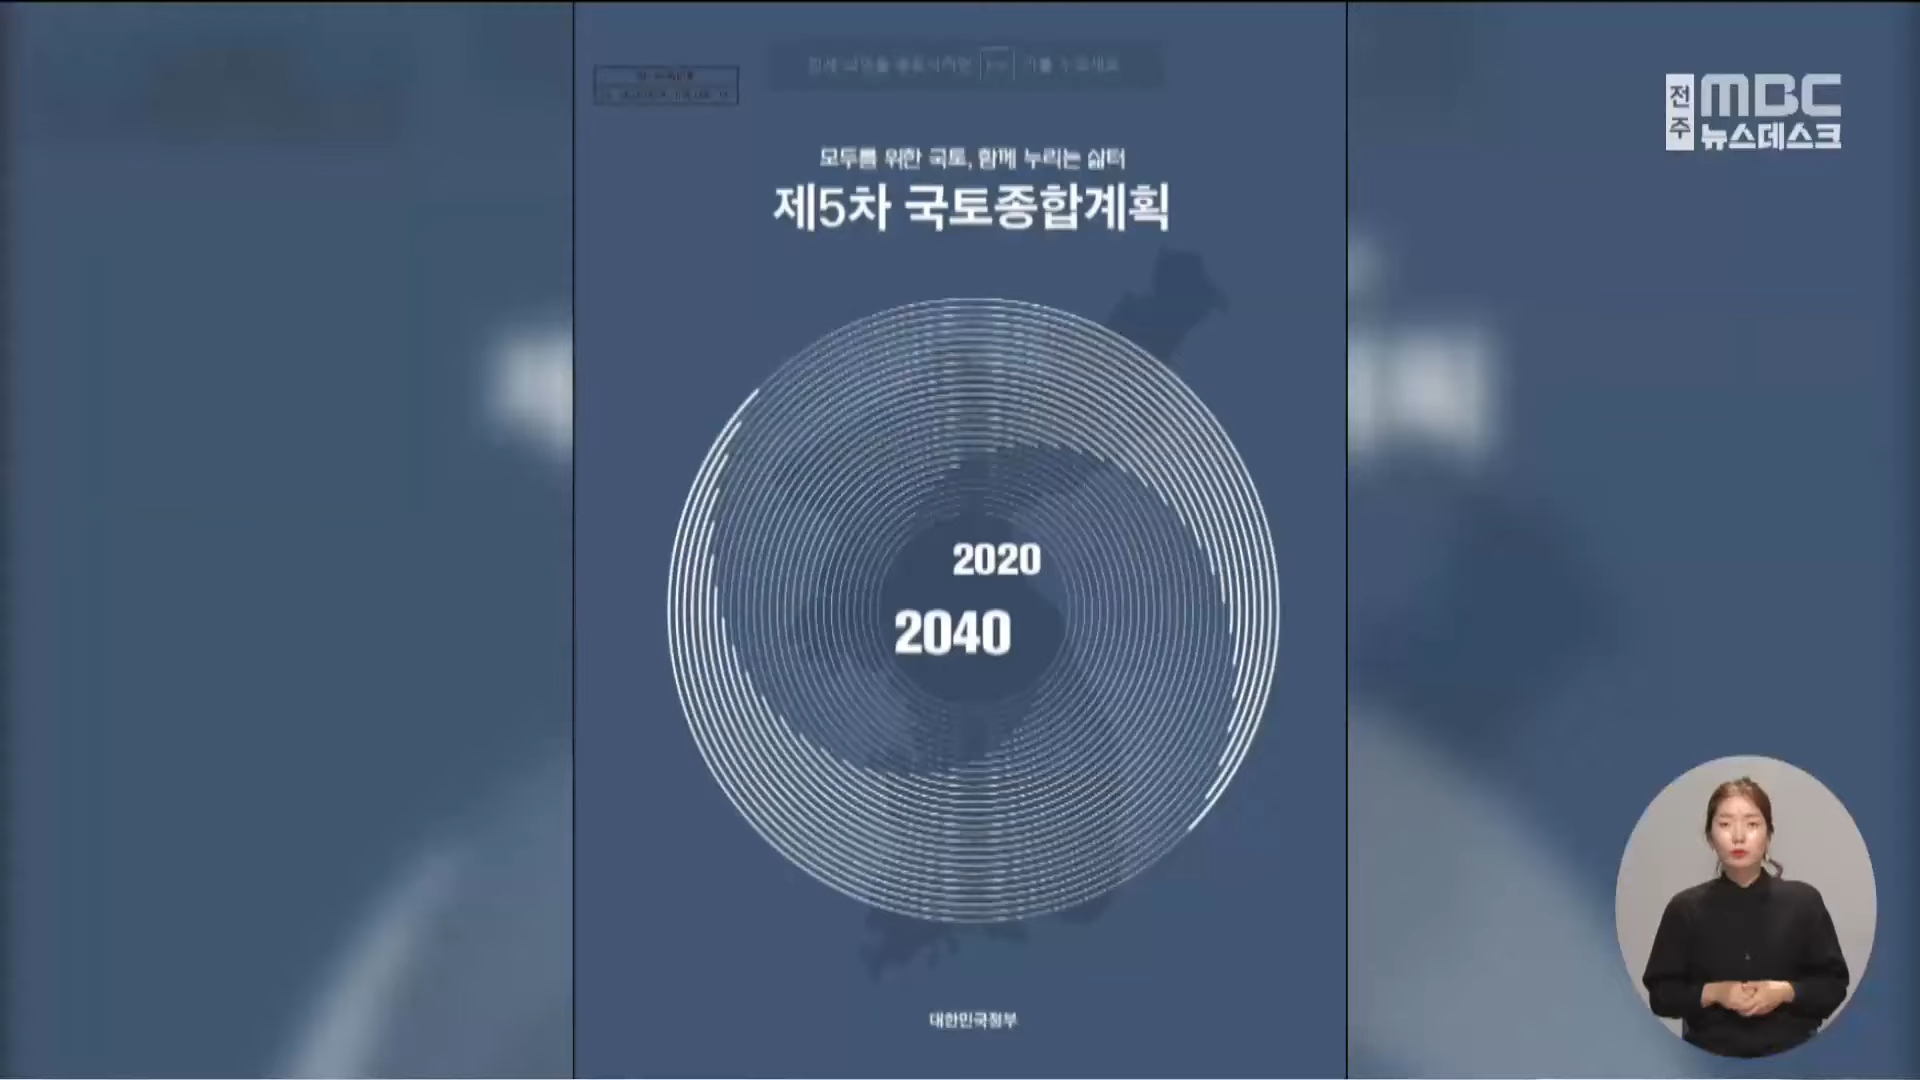 전주
MBC
뉴스데스크
모두를 위한 국토, 함께 누리는 삶터
제5차 국토종합계획
2020
2040
대한민국정부